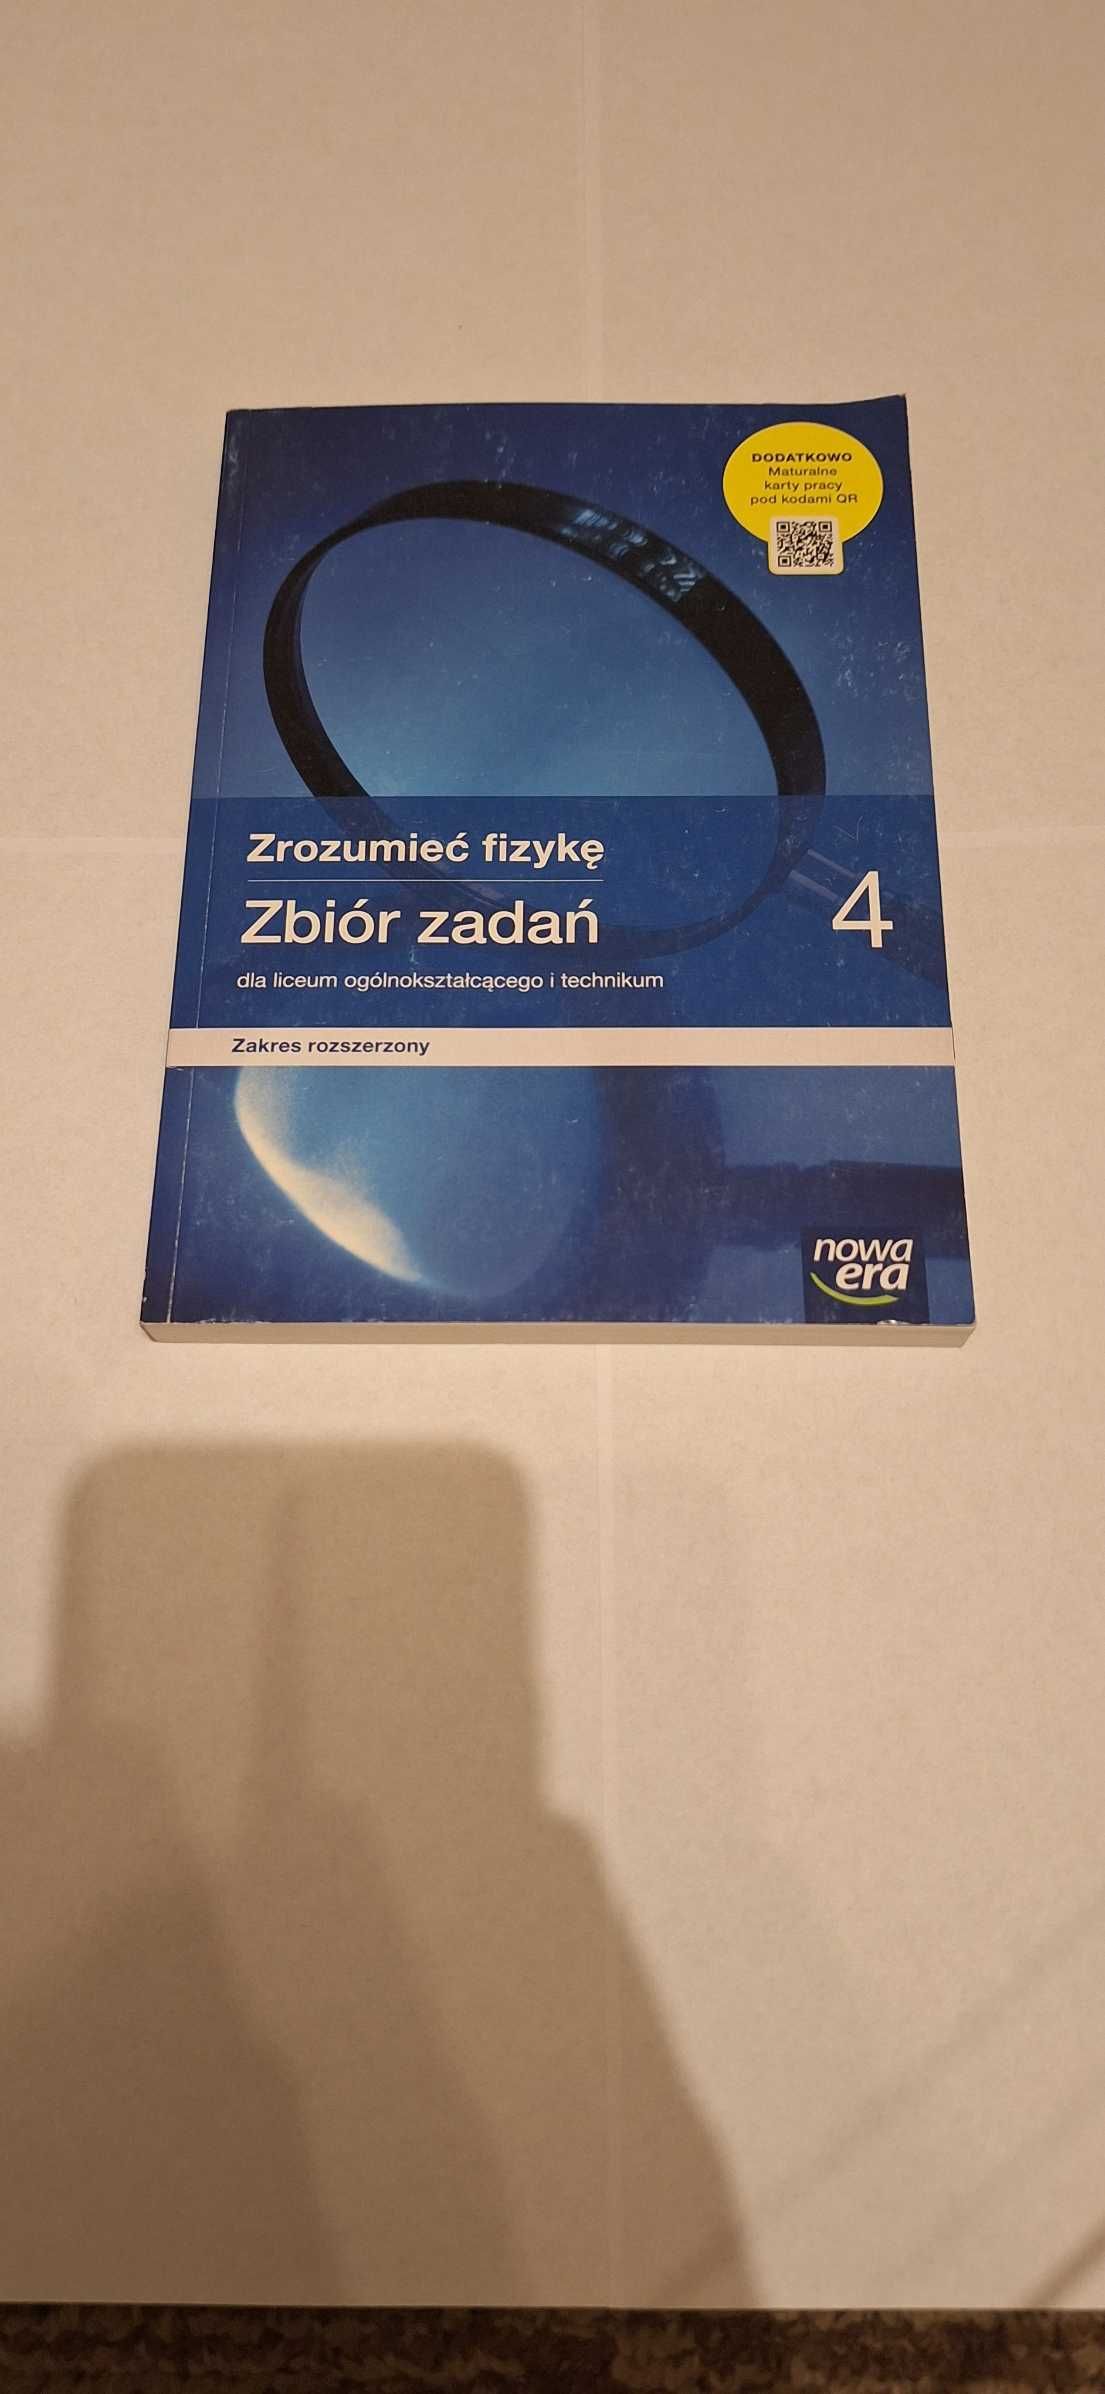 DODATKOWO
Maturalne
karty pracy
pod kodami QR
Zrozumieć fizykę
Zbiór zadań
4
dla liceum ogólnokształcącego i technikum
Zakres rozszerzony
nowa
era